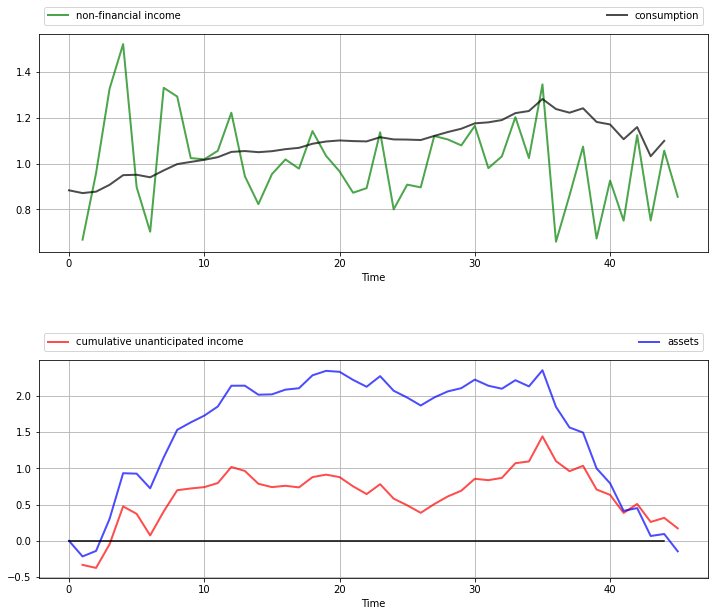 non-financial income consumption
1.4
1.2
1.0
0.8
0 10 20 30 40
Time
cumulative unanticipated income assets
2.0
1.5
1.0
0.5
0.0
−0.5
0 10 20 30 40
Time